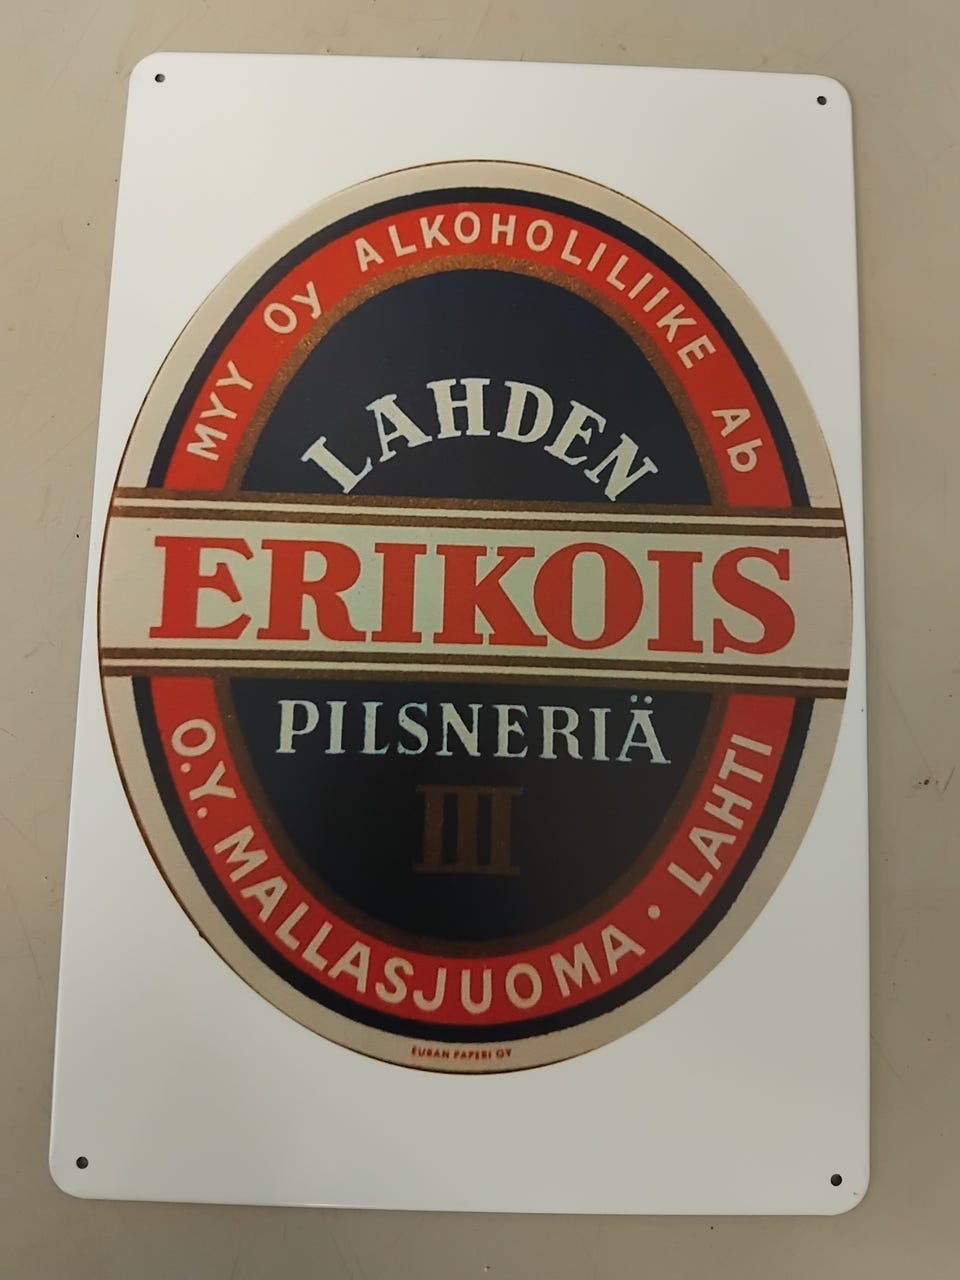 MYY Oy ALKOHOLILIIKE Ab
LAHDEN
ERIKOIS
PILSNERIÄ
III
O.Y. MALLASJUOMA • LAHTI
EURAN PAPERI OY